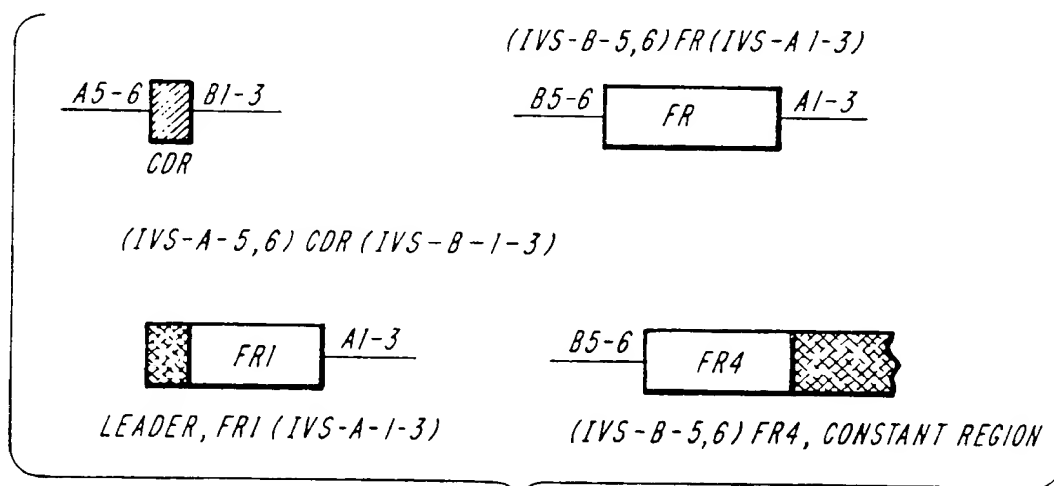 (IVS-B-5,6)FR(IVS-A1-3)
A5-6 B1-3
CDR
B5-6 FR A1-3
(IVS-A-5,6) CDR (IVS-B-1-3)
FR1 A1-3
LEADER, FR1 (IVS-A-1-3)
B5-6 FR4
(IVS-B-5,6) FR4, CONSTANT REGION